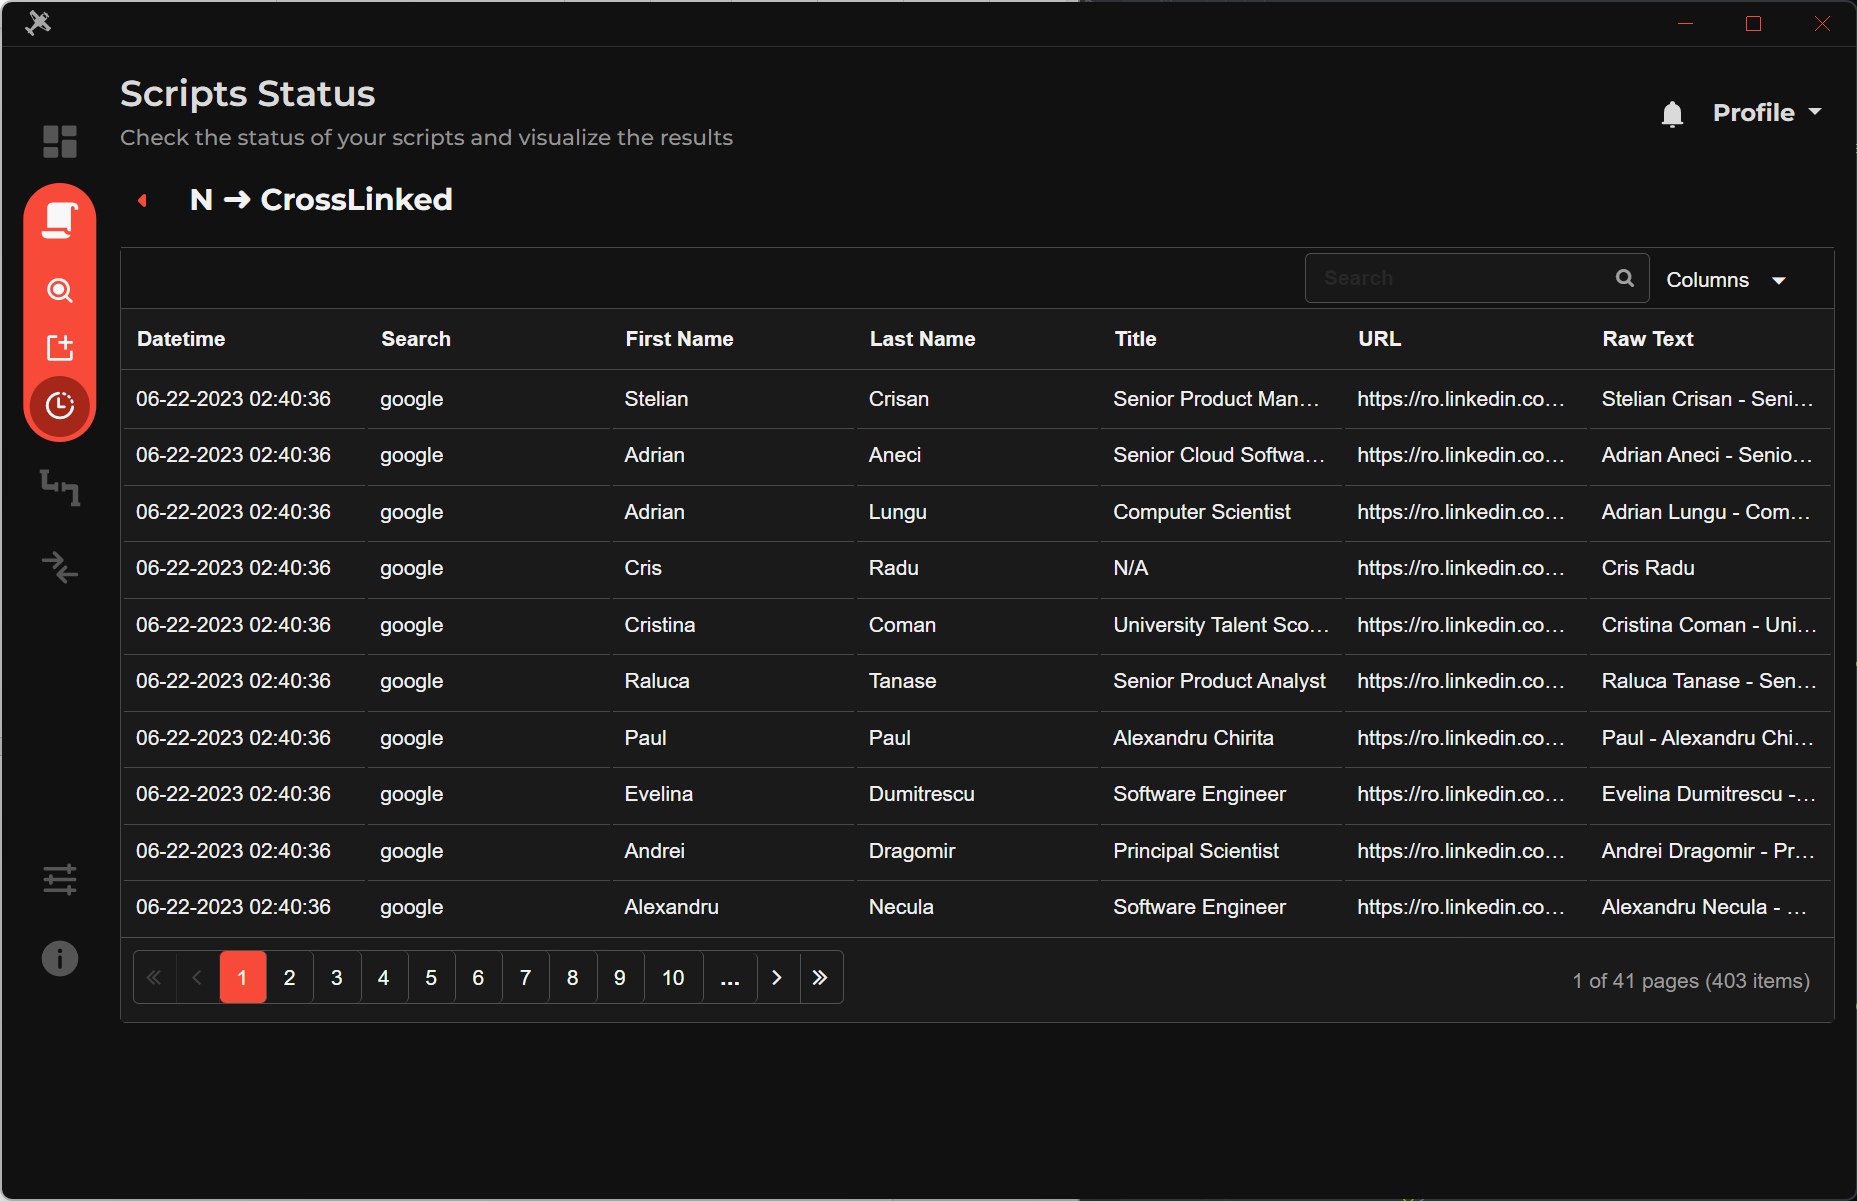 Scripts Status
Check the status of your scripts and visualize the results
Profile
N → CrossLinked
Search
Columns
Datetime Search First Name Last Name Title URL Raw Text
06-22-2023 02:40:36 google Stelian Crisan Senior Product Man... https://ro.linkedin.co... Stelian Crisan - Seni...
06-22-2023 02:40:36 google Adrian Aneci Senior Cloud Softwa... https://ro.linkedin.co... Adrian Aneci - Senio...
06-22-2023 02:40:36 google Adrian Lungu Computer Scientist https://ro.linkedin.co... Adrian Lungu - Com...
06-22-2023 02:40:36 google Cris Radu N/A https://ro.linkedin.co... Cris Radu
06-22-2023 02:40:36 google Cristina Coman University Talent Sco... https://ro.linkedin.co... Cristina Coman - Uni...
06-22-2023 02:40:36 google Raluca Tanase Senior Product Analyst https://ro.linkedin.co... Raluca Tanase - Sen...
06-22-2023 02:40:36 google Paul Paul Alexandru Chirita https://ro.linkedin.co... Paul - Alexandru Chi...
06-22-2023 02:40:36 google Evelina Dumitrescu Software Engineer https://ro.linkedin.co... Evelina Dumitrescu -...
06-22-2023 02:40:36 google Andrei Dragomir Principal Scientist https://ro.linkedin.co... Andrei Dragomir - Pr...
06-22-2023 02:40:36 google Alexandru Necula Software Engineer https://ro.linkedin.co... Alexandru Necula - ...
1 2 3 4 5 6 7 8 9 10 ...
1 of 41 pages (403 items)